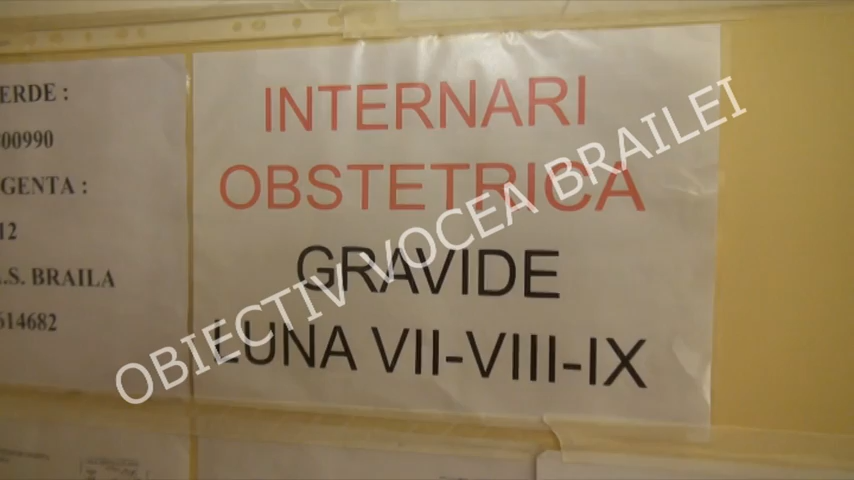 ERDE :
00990
GENTA :
12
.S. BRAILA
614682
INTERNARI
OBSTETRICA
GRAVIDE
LUNA VII-VIII-IX
OBIECTIV VOCEA BRAILEI